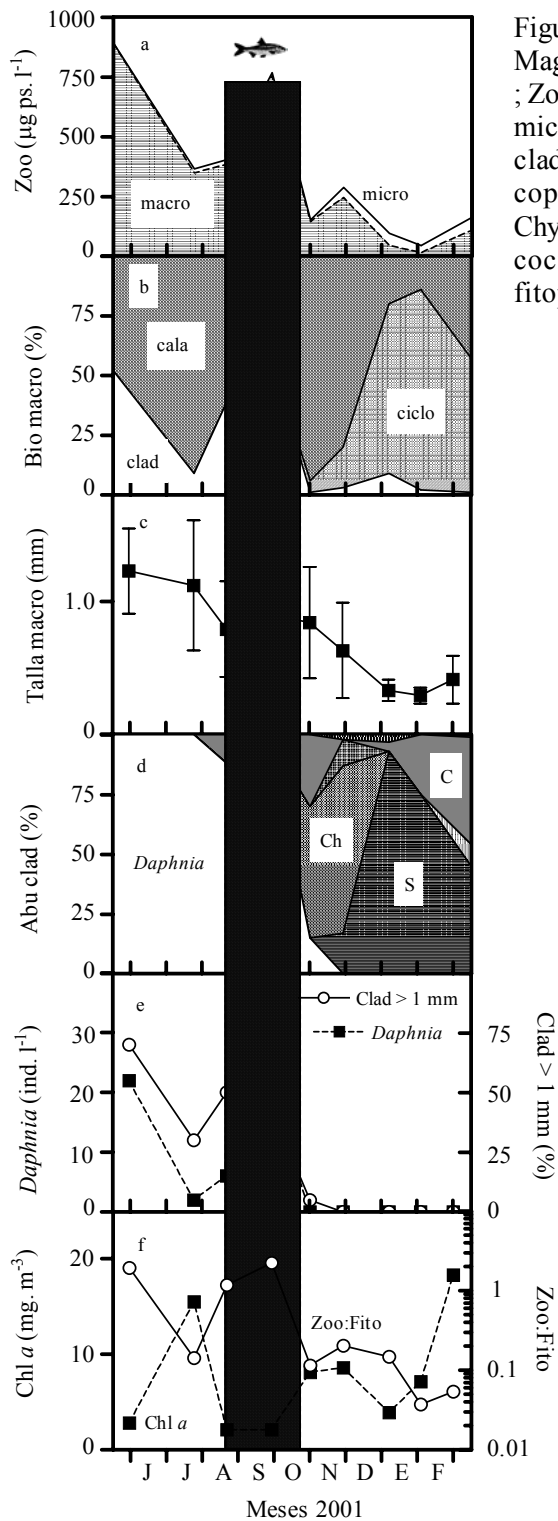 Figu
Mag
; Zo
mic
clad
cop
Chy
coc
fito
1000
750
500
250
0
Zoo (µg ps. l-1)
a
macro
micro
75
50
25
0
Bio macro (%)
b
cala
clad
ciclo
1.0
0
Talla macro (mm)
c
75
50
25
0
Abu clad (%)
d
Daphnia
Ch
S
C
30
20
10
0
Daphnia (ind. l-1)
e
Clad > 1 mm
Daphnia
75
50
25
0
Clad > 1 mm (%)
20
10
0
Chl a (mg. m-3)
f
Zoo:Fito
Chl a
1
0.1
0.01
Zoo:Fito
J J A S O N D E F
Meses 2001